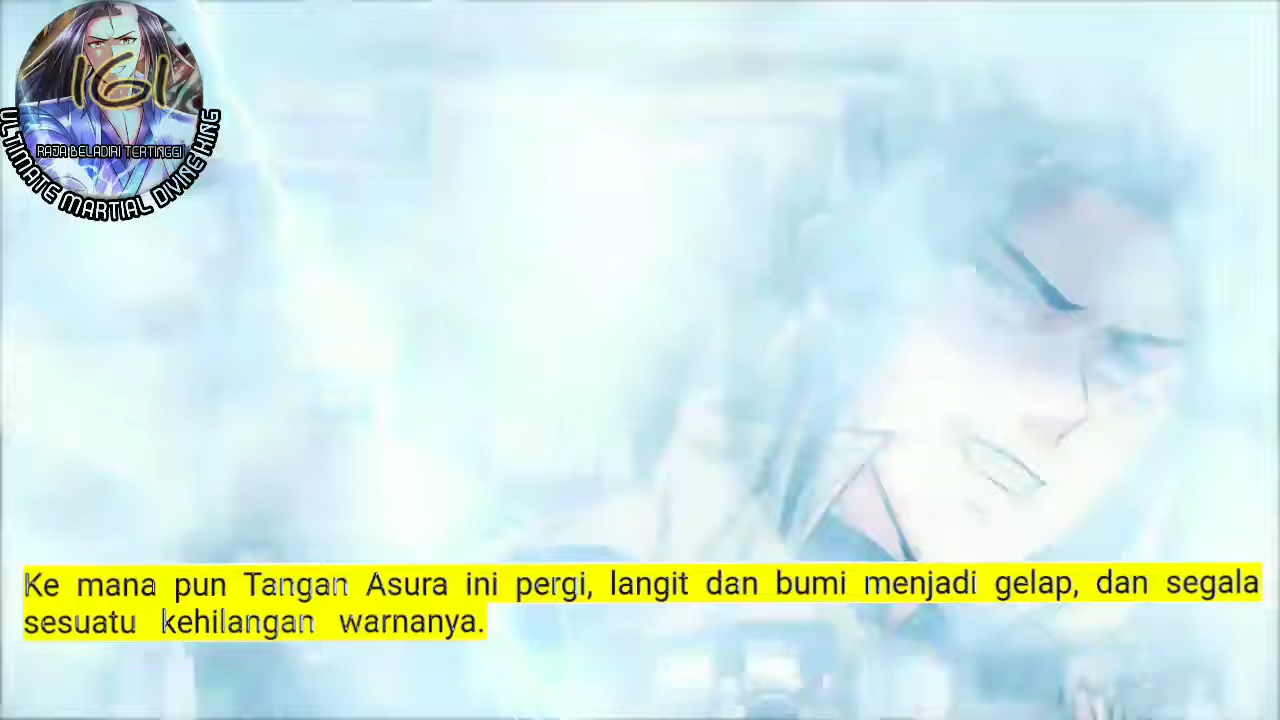 161
RAJA BELADIRI TERTINGGI
ULTIMATE MARTIAL DIVINE KING
Ke mana pun Tangan Asura ini pergi, langit dan bumi menjadi gelap, dan segala
sesuatu kehilangan warnanya.